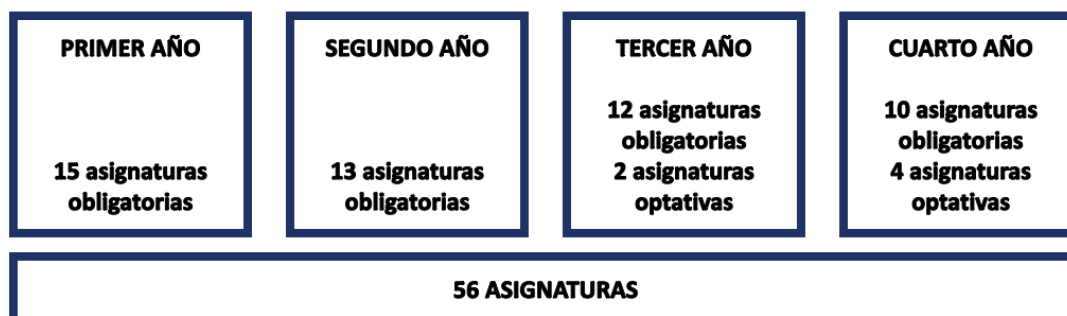 PRIMER AÑO
15 asignaturas
obligatorias
SEGUNDO AÑO
13 asignaturas
obligatorias
TERCER AÑO
12 asignaturas
obligatorias
2 asignaturas
optativas
CUARTO AÑO
10 asignaturas
obligatorias
4 asignaturas
optativas
56 ASIGNATURAS